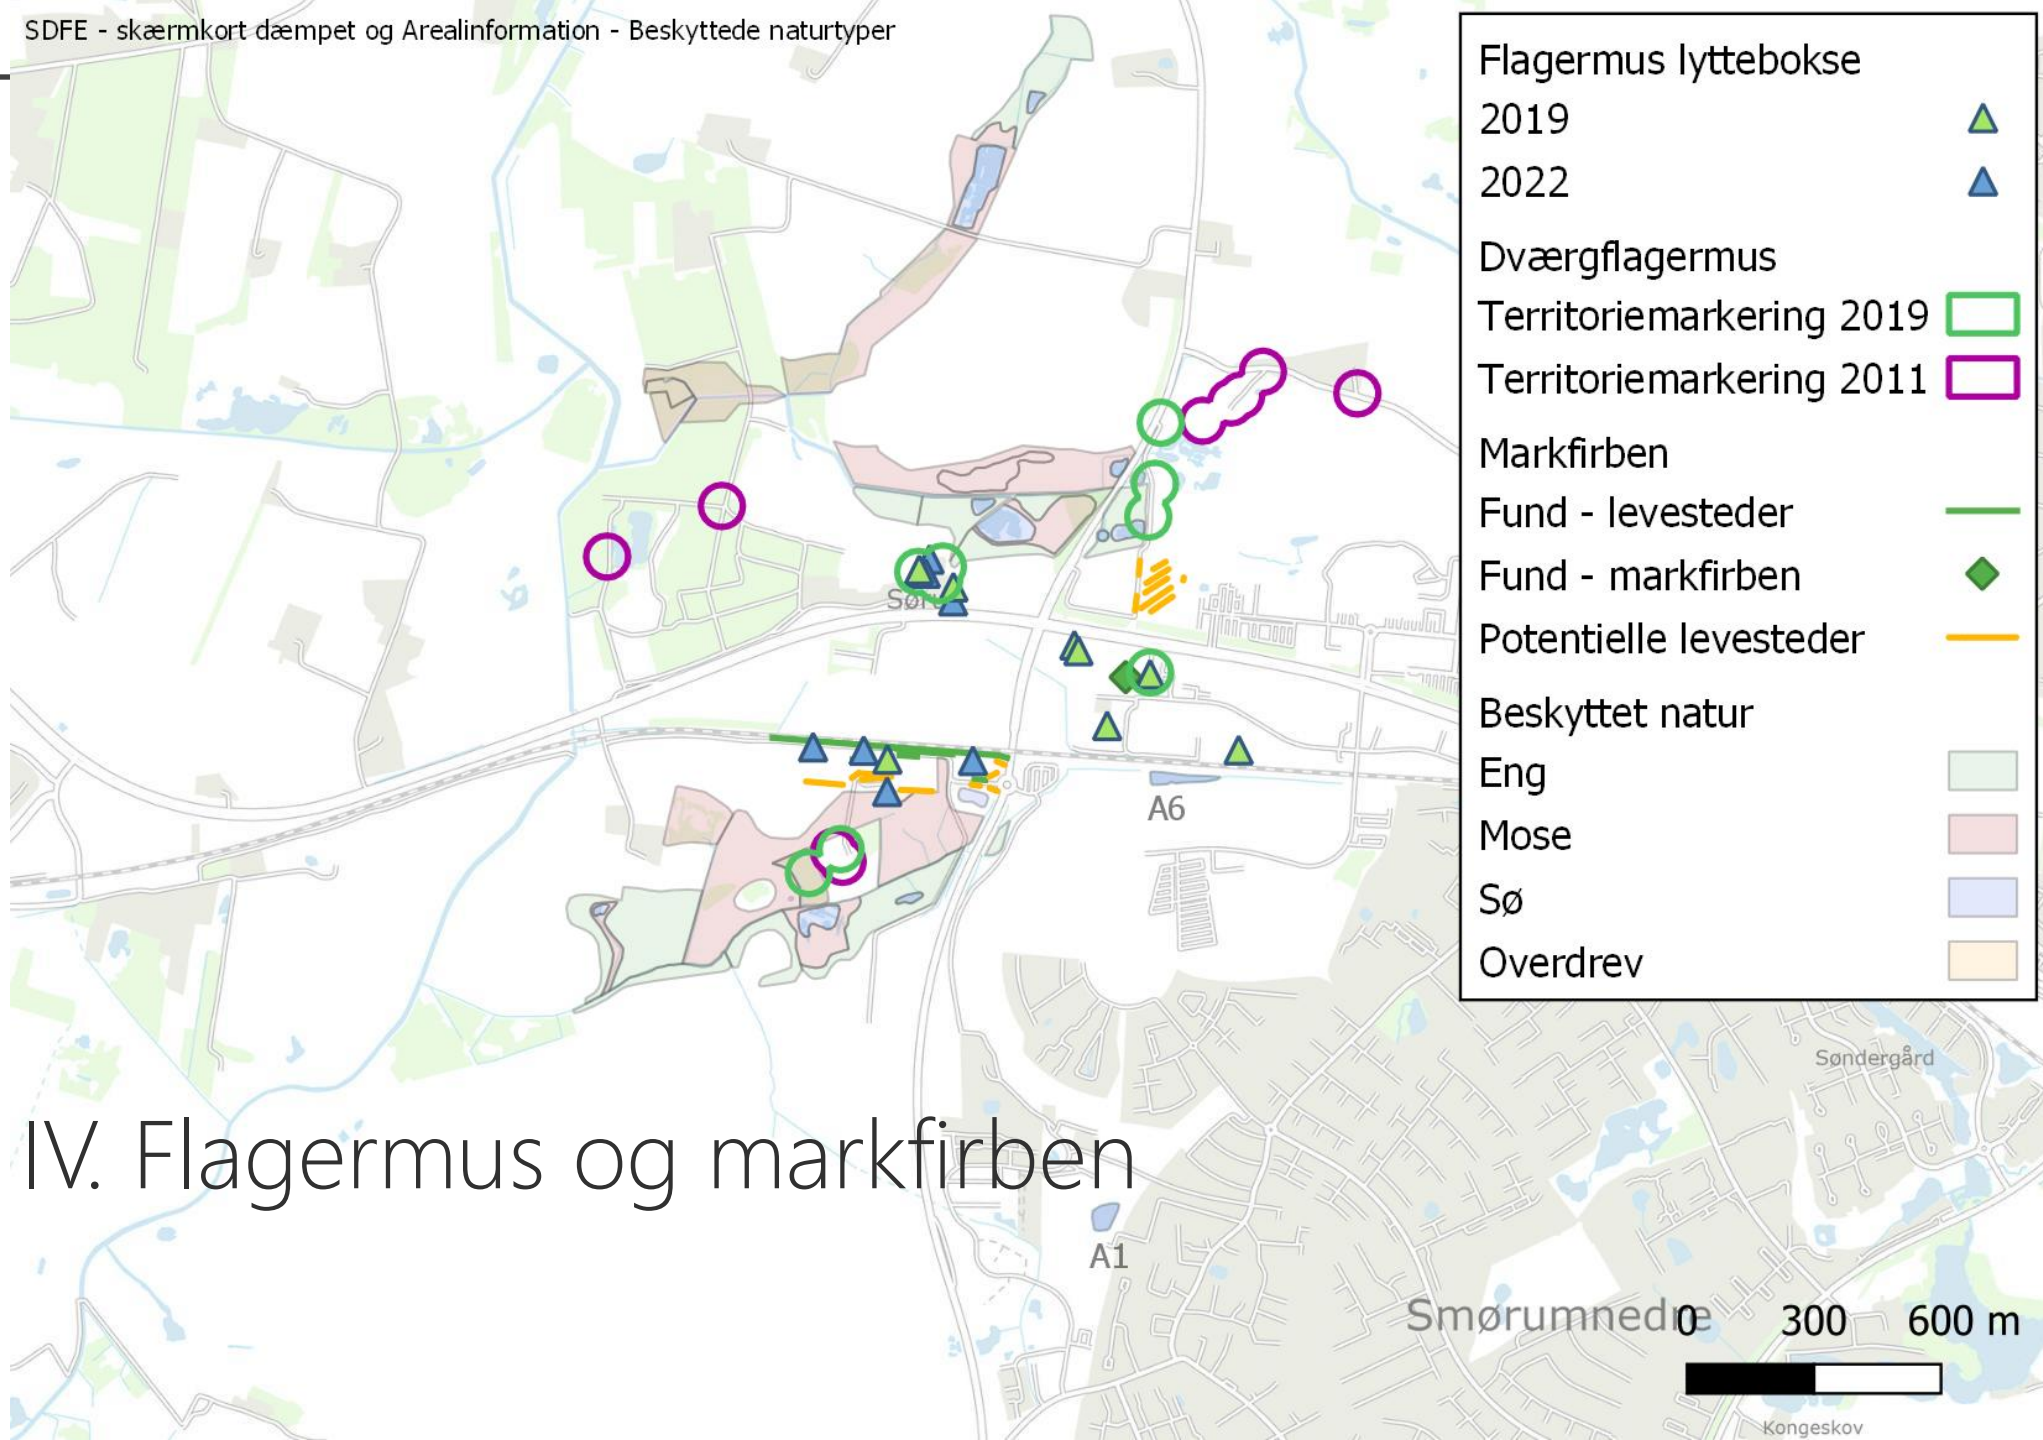 SDFE - skærmkort dæmpet og Arealinformation - Beskyttede naturtyper
Flagermus lyttebokse
2019
2022
Dværgflagermus
Territoriemarkering 2019
Territoriemarkering 2011
Markfirben
Fund - levesteder
Fund - markfirben
Potentielle levesteder
Beskyttet natur
Eng
Mose
Sø
Overdrev
A6
Søndergård
IV. Flagermus og markfirben
A1
Smørumnedre
0 300 600 m
Kongeskov